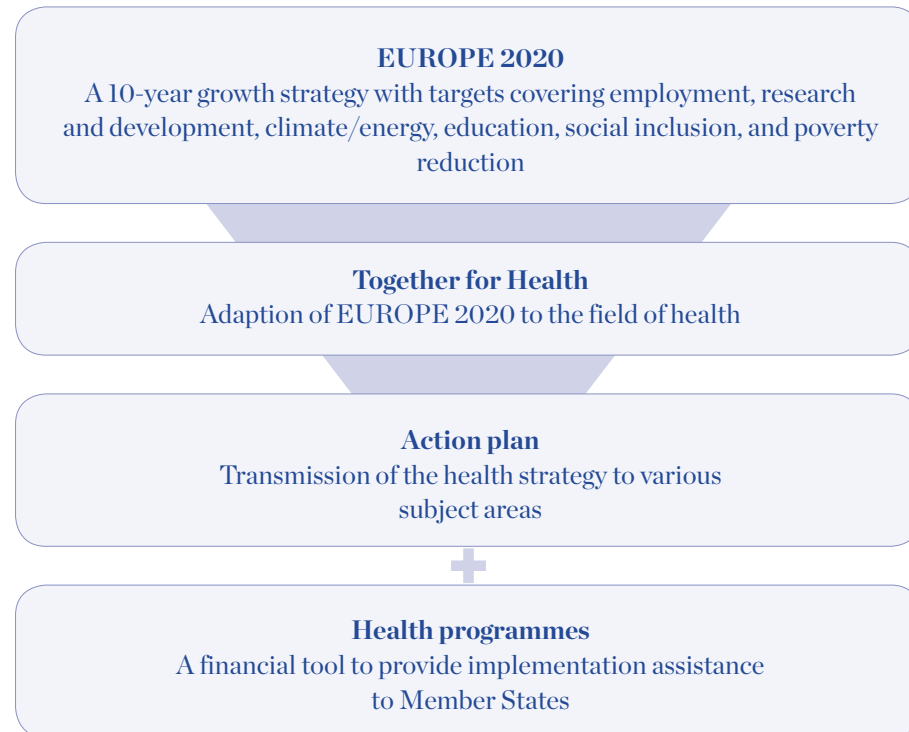 EUROPE 2020
A 10-year growth strategy with targets covering employment, research
and development, climate/energy, education, social inclusion, and poverty
reduction
Together for Health
Adaption of EUROPE 2020 to the field of health
Action plan
Transmission of the health strategy to various
subject areas
Health programmes
A financial tool to provide implementation assistance
to Member States